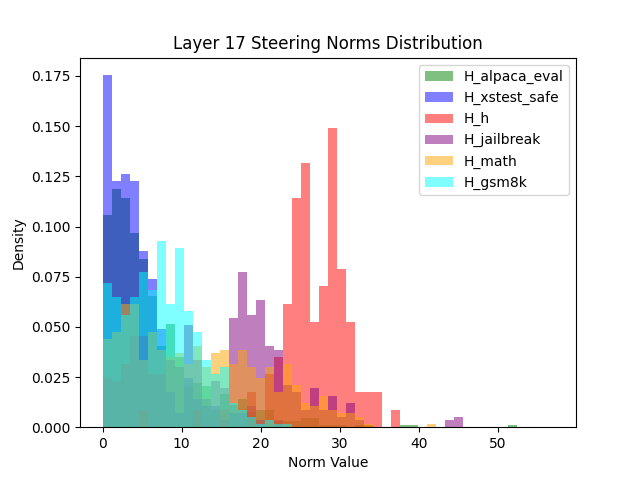 Layer 17 Steering Norms Distribution
H_alpaca_eval
H_xstest_safe
H_h
H_jailbreak
H_math
H_gsm8k
0.175
0.150
0.125
0.100
0.075
0.050
0.025
0.000
Density
0 10 20 30 40 50
Norm Value